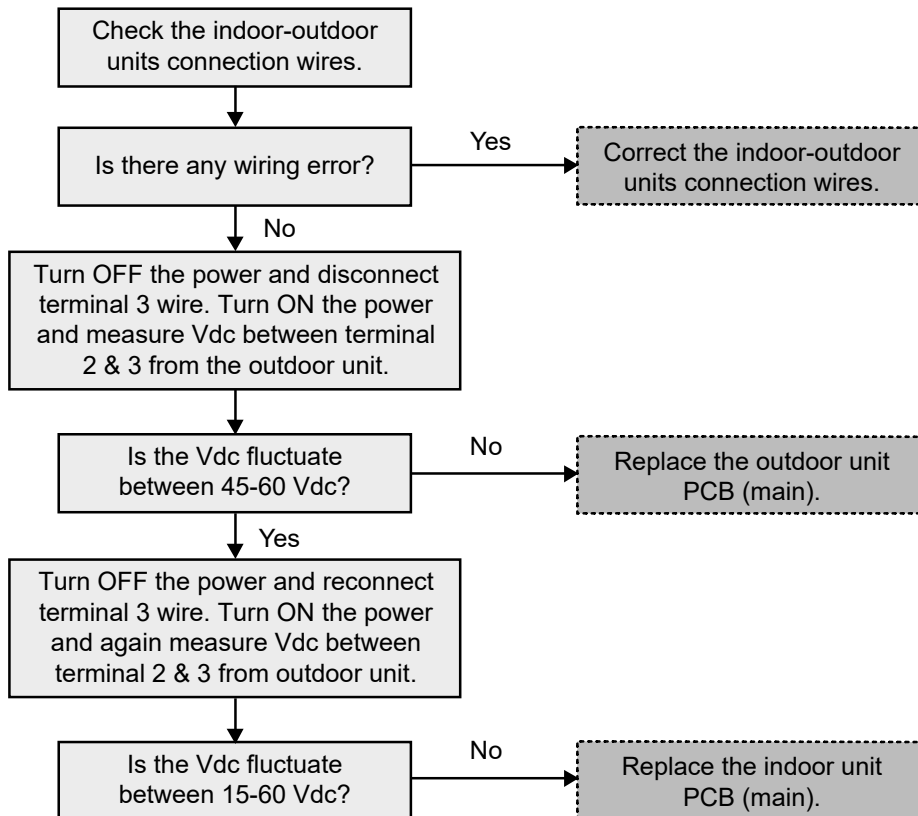 Check the indoor-outdoor
units connection wires.
Is there any wiring error?
Yes
Correct the indoor-outdoor
units connection wires.
No
Turn OFF the power and disconnect
terminal 3 wire. Turn ON the power
and measure Vdc between terminal
2 & 3 from the outdoor unit.
Is the Vdc fluctuate
between 45-60 Vdc?
No
Replace the outdoor unit
PCB (main).
Yes
Turn OFF the power and reconnect
terminal 3 wire. Turn ON the power
and again measure Vdc between
terminal 2 & 3 from outdoor unit.
Is the Vdc fluctuate
between 15-60 Vdc?
No
Replace the indoor unit
PCB (main).